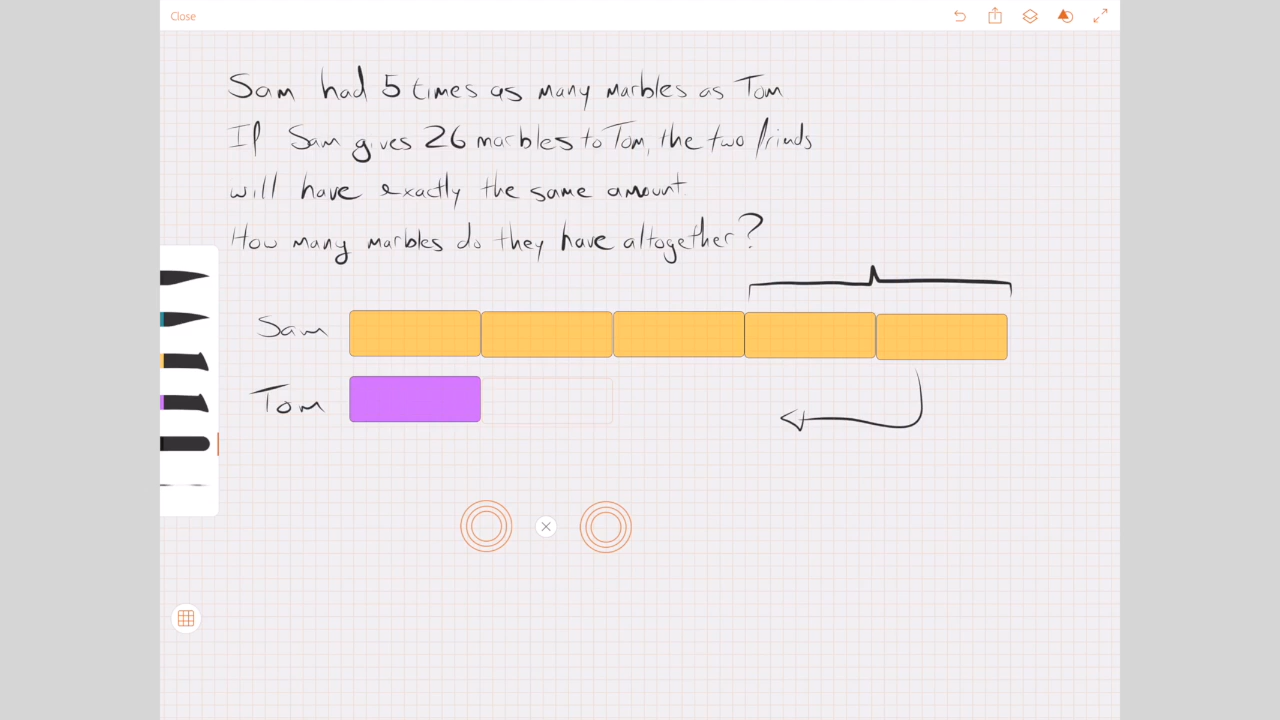 Close
Sam had 5 times as many marbles as Tom
If Sam gives 26 marbles to Tom, the two friends
will have exactly the same amount
How many marbles do they have altogether?
Sam
Tom